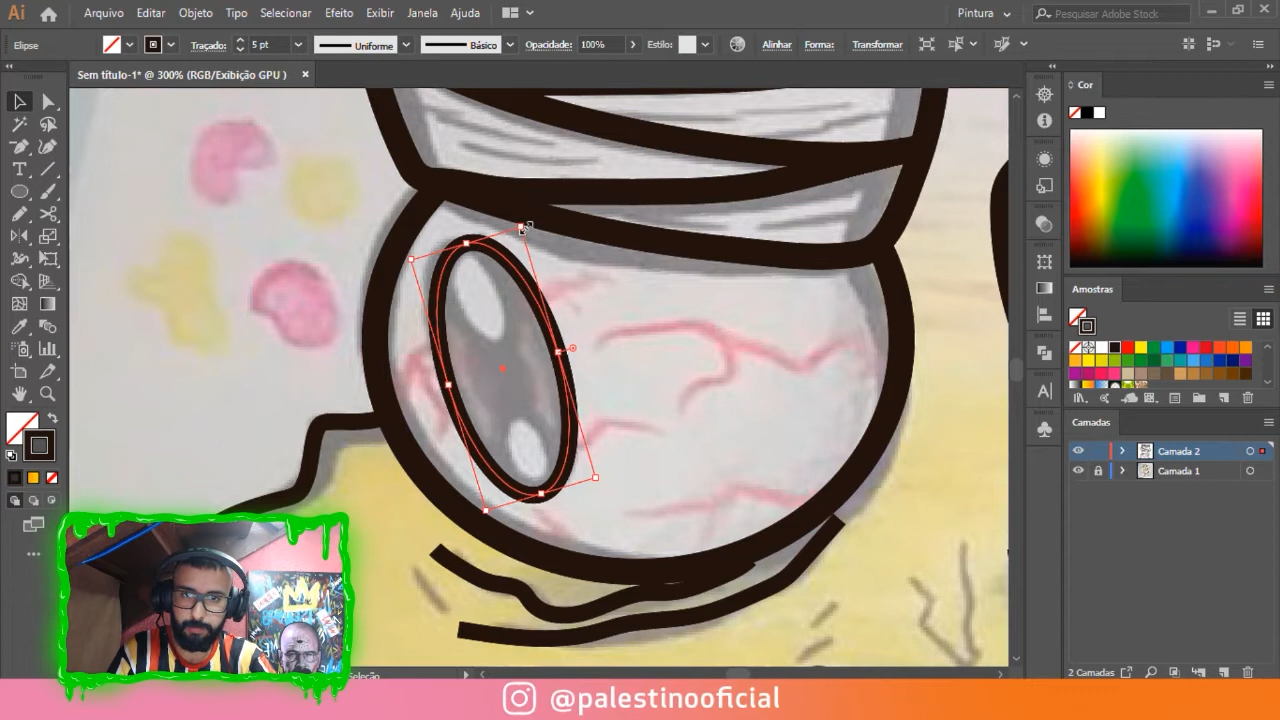 Ai
Arquivo Editar Objeto Tipo Selecionar Efeito Exibir Janela Ajuda
Pintura
Pesquisar Adobe Stock
Elipse
Traçado: 5 pt Uniforme Básico Opacidade: 100% Estilo: Alinhar Forma: Transformar
Sem título-1* @ 300% (RGB/Exibição GPU )
Cor
Amostras
Camadas
Camada 2
Camada 1
2 Camadas
Seleção
@palestinooficial